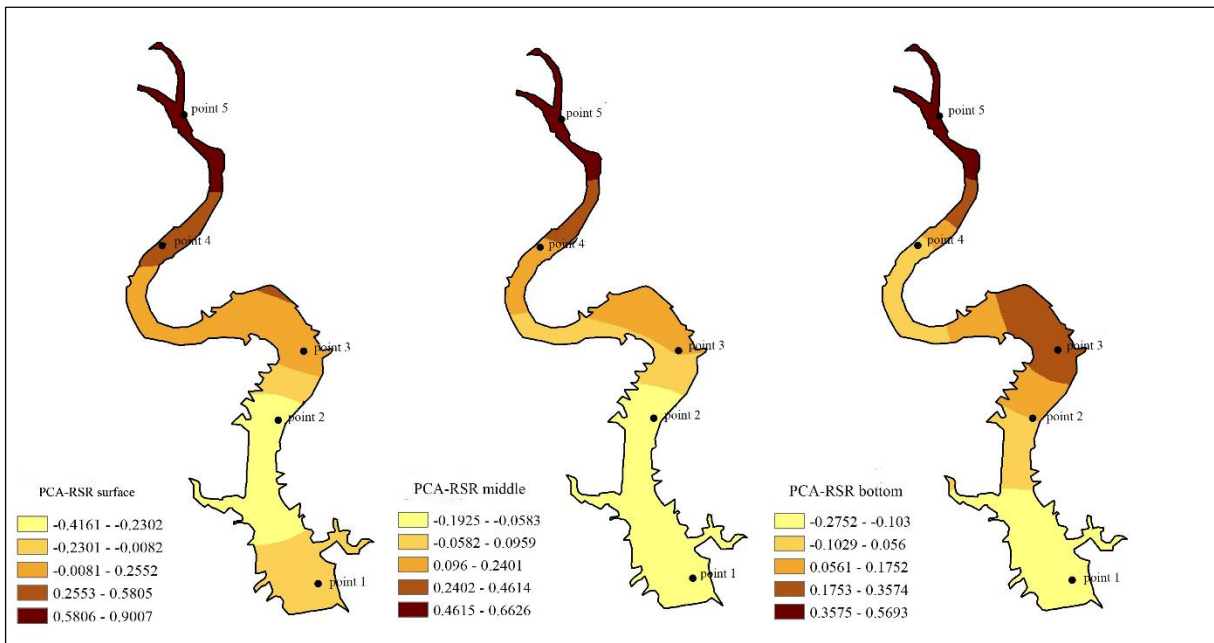 point 5
point 4
point 3
point 2
point 1
PCA-RSR surface
-0.4161 - -0.2302
-0.2301 - -0.0082
-0.0081 - 0.2552
0.2553 - 0.5805
0.5806 - 0.9007
point 5
point 4
point 3
point 2
point 1
PCA-RSR middle
-0.1925 - -0.0583
-0.0582 - 0.0959
0.096 - 0.2401
0.2402 - 0.4614
0.4615 - 0.6626
point 5
point 4
point 3
point 2
point 1
PCA-RSR bottom
-0.2752 - -0.103
-0.1029 - 0.056
0.0561 - 0.1752
0.1753 - 0.3574
0.3575 - 0.5693